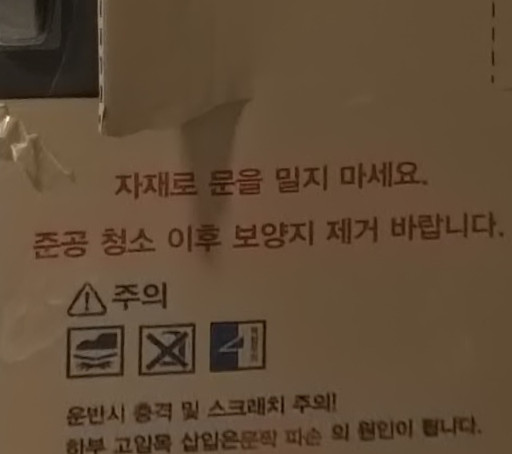 자재로 문을 밀지 마세요.
준공 청소 이후 보양지 제거 바랍니다.
주의
운반시 충격 및 스크래치 주의!
하부 고임목 삽입은문짝 파손 의 원인이 됩니다.